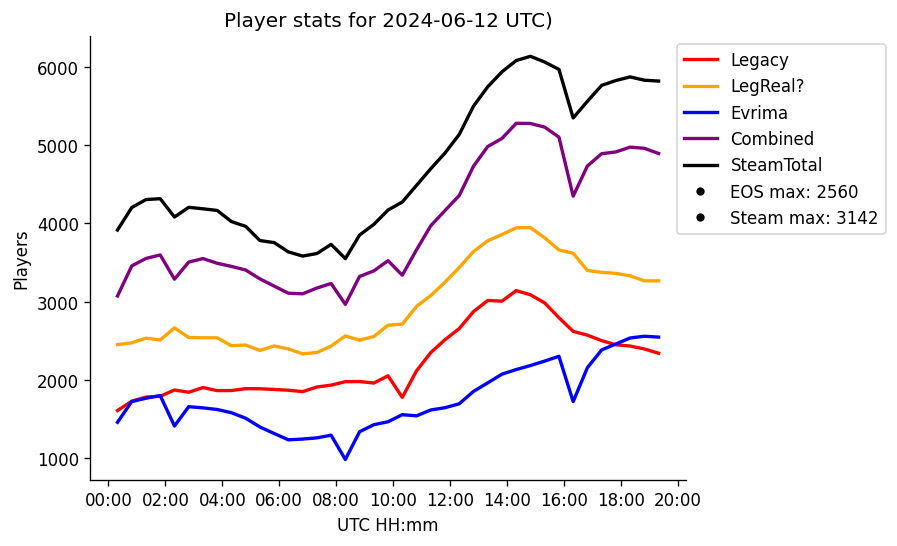 Player stats for 2024-06-12 UTC)
Legacy
LegReal?
Evrima
Combined
SteamTotal
EOS max: 2560
Steam max: 3142
Players
6000
5000
4000
3000
2000
1000
00:00 02:00 04:00 06:00 08:00 10:00 12:00 14:00 16:00 18:00 20:00
UTC HH:mm